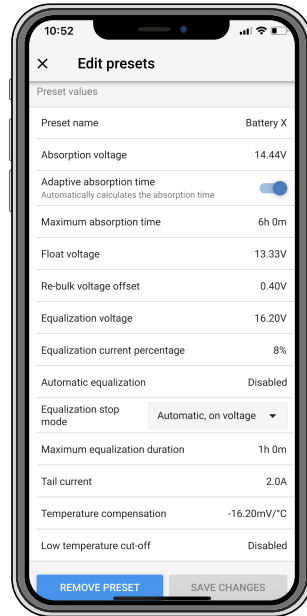 10:52
Edit presets
Preset values
Preset name Battery X
Absorption voltage 14.44V
Adaptive absorption time
Automatically calculates the absorption time
Maximum absorption time 6h 0m
Float voltage 13.33V
Re-bulk voltage offset 0.40V
Equalization voltage 16.20V
Equalization current percentage 8%
Automatic equalization Disabled
Equalization stop
mode Automatic, on voltage
Maximum equalization duration 1h 0m
Tail current 2.0A
Temperature compensation -16.20mV/°C
Low temperature cut-off Disabled
REMOVE PRESET SAVE CHANGES